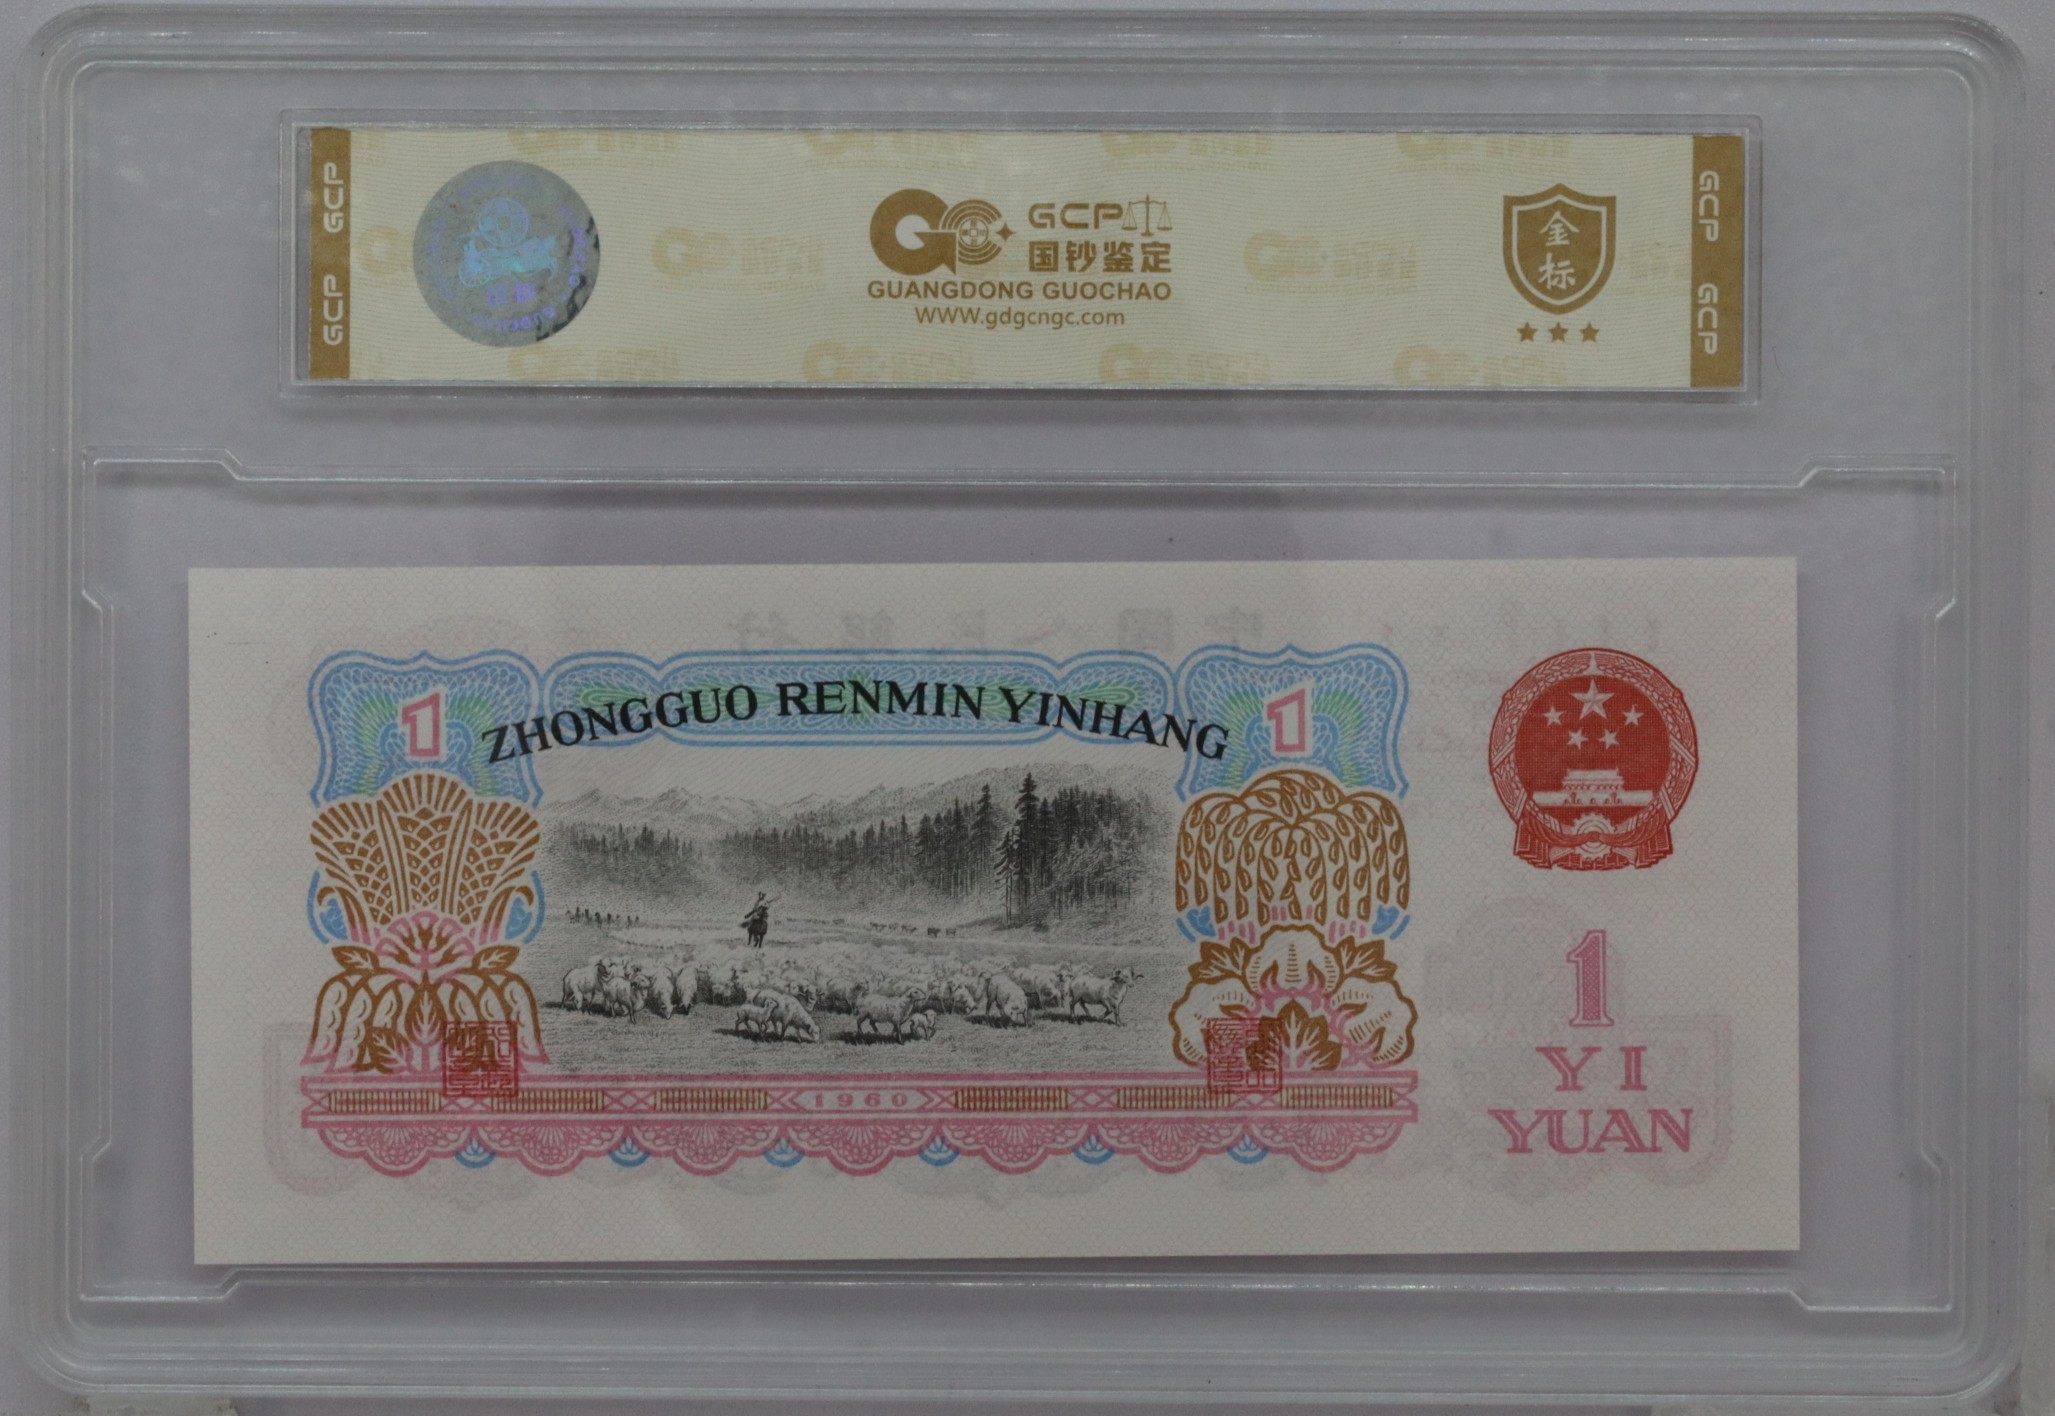 GCP GCP
GCP
国钞鉴定
GUANGDONG GUOCHAO
www.gdgcngc.com
金
标
GCP GCP
ZHONGGUO RENMIN YINHANG
1
1
1960
1
YI
YUAN